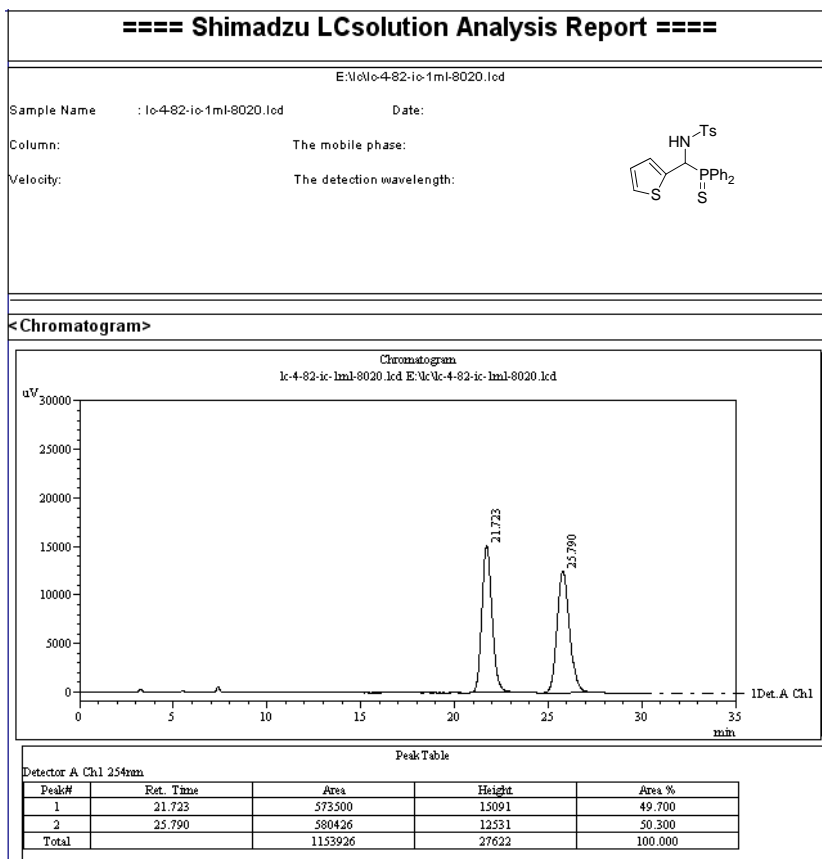 ==== Shimadzu LCsolution Analysis Report ====
E:\lc\lc-4-82-ic-1ml-8020.lcd
Sample Name : lc-4-82-ic-1ml-8020.lcd Date:
Column: The mobile phase:
Velocity: The detection wavelength:
HN Ts
S PPh2
S
<Chromatogram>
Chromatogram
lc-4-82-ic-1ml-8020.lcd E:\lc\lc-4-82-ic-1ml-8020.lcd
uV
30000
25000
20000
15000
10000
5000
0
21.723
25.790
1Det.A Ch1
0 5 10 15 20 25 30 35
min
PeakTable
Detector A Ch1 254nm
Peak# Ret. Time Area Height Area %
1 21.723 573500 15091 49.700
2 25.790 580426 12531 50.300
Total 1153926 27622 100.000